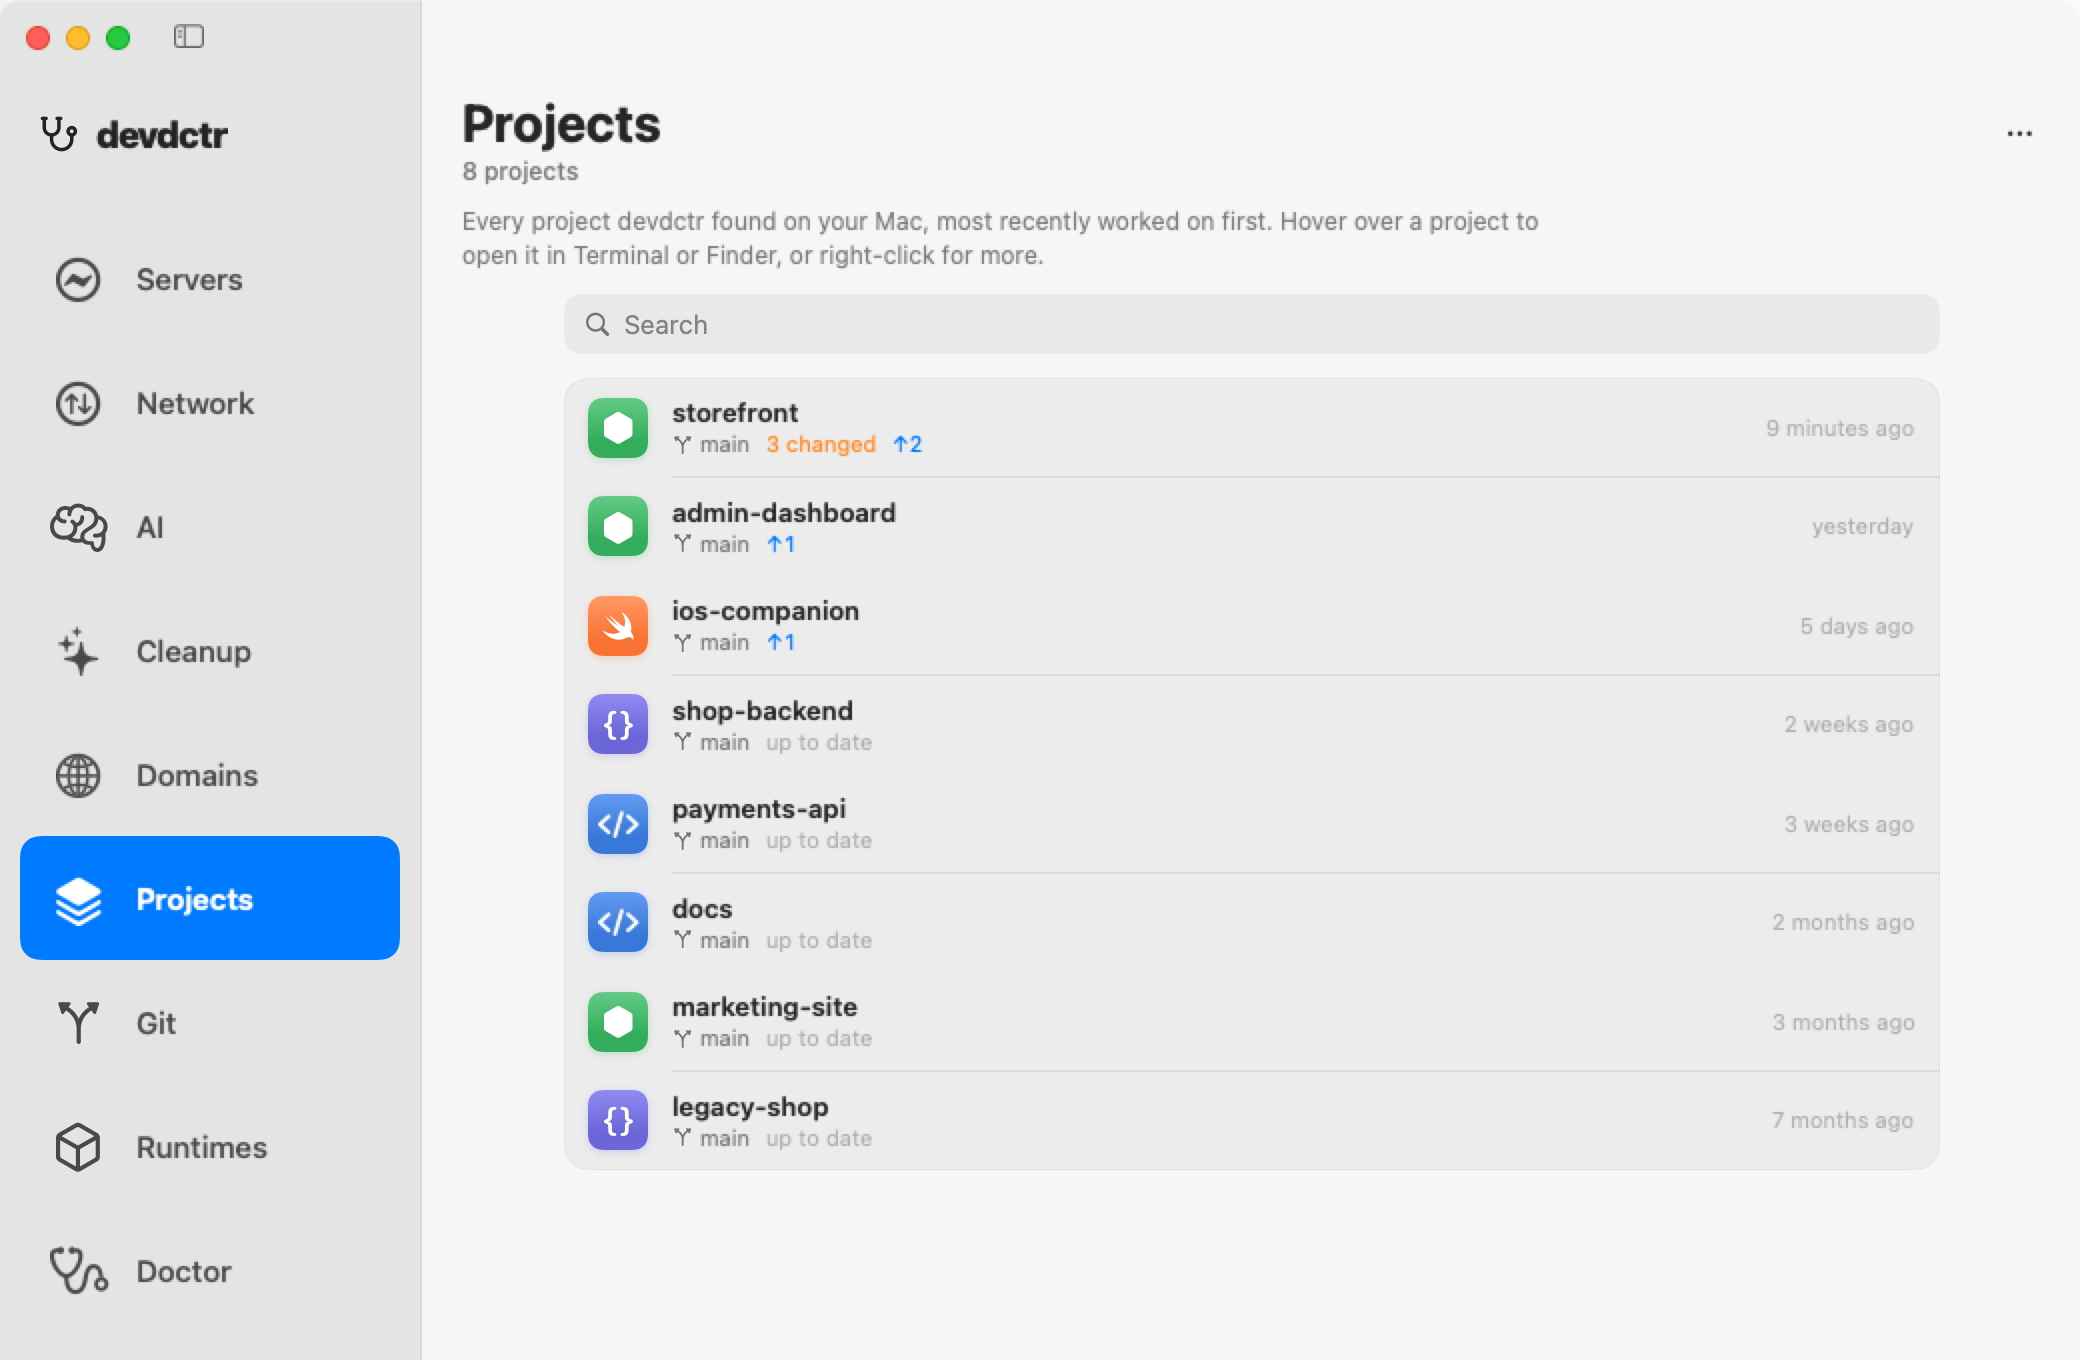 devdctr
Servers
Network
AI
Cleanup
Domains
Projects
Git
Runtimes
Doctor
Projects
8 projects
Every project devdctr found on your Mac, most recently worked on first. Hover over a project to
open it in Terminal or Finder, or right-click for more.
Search
storefront
main 3 changed ↑2
9 minutes ago
admin-dashboard
main ↑1
yesterday
ios-companion
main ↑1
5 days ago
shop-backend
main up to date
2 weeks ago
payments-api
main up to date
3 weeks ago
docs
main up to date
2 months ago
marketing-site
main up to date
3 months ago
legacy-shop
main up to date
7 months ago